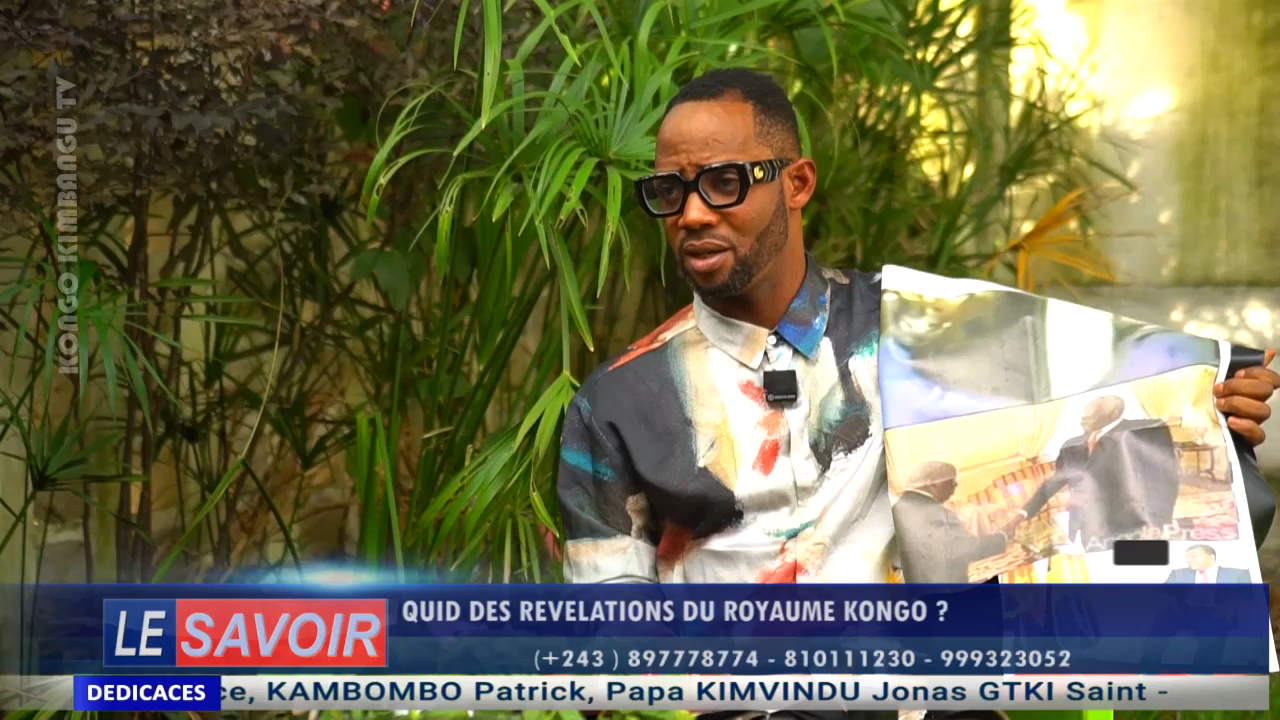 KONGO KIMBANGU TV
LE SAVOIR
QUID DES REVELATIONS DU ROYAUME KONGO ?
(+243 ) 897778774 - 810111230 - 999323052
DEDICACES
ce, KAMBOMBO Patrick, Papa KIMVINDU Jonas GTKI Saint -